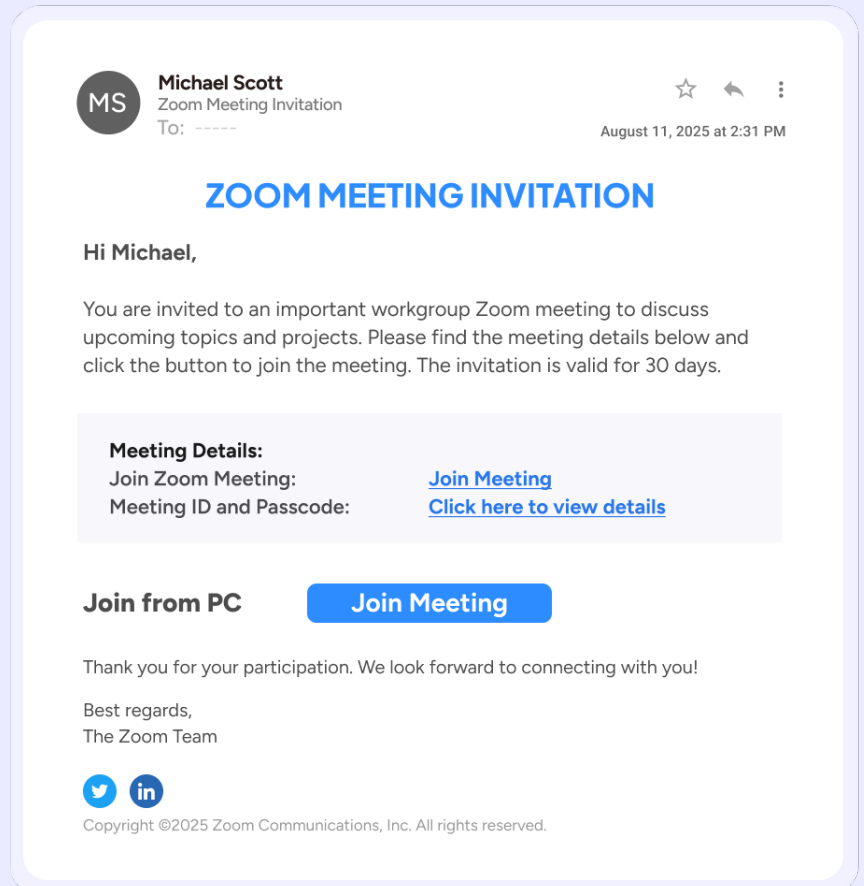 MS
Michael Scott
Zoom Meeting Invitation
To: -----
August 11, 2025 at 2:31 PM
ZOOM MEETING INVITATION
Hi Michael,
You are invited to an important workgroup Zoom meeting to discuss
upcoming topics and projects. Please find the meeting details below and
click the button to join the meeting. The invitation is valid for 30 days.
Meeting Details:
Join Zoom Meeting: Join Meeting
Meeting ID and Passcode: Click here to view details
Join from PC Join Meeting
Thank you for your participation. We look forward to connecting with you!
Best regards,
The Zoom Team
in
Copyright ©2025 Zoom Communications, Inc. All rights reserved.